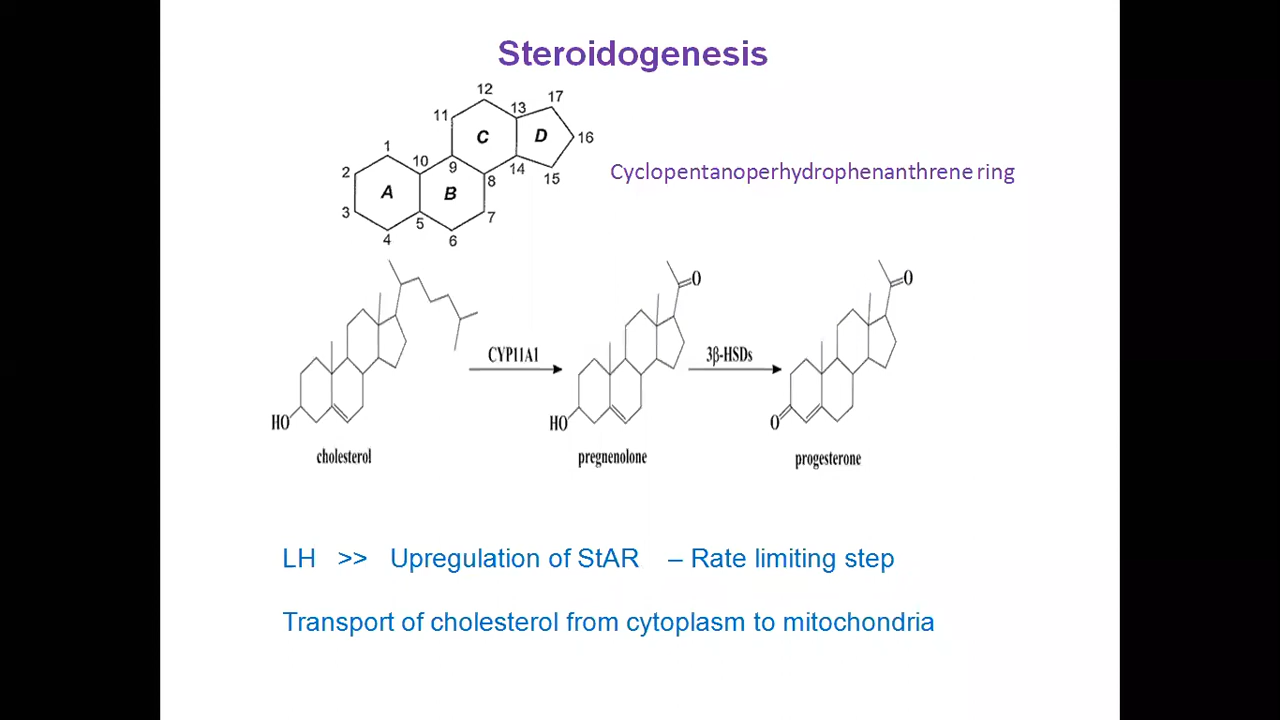 Steroidogenesis
12
17
11
13
C
D
16
1
10
9
14
2
8
15
A
B
3
5
7
4
6
Cyclopentanoperhydrophenanthrene ring
O
O
CYP11A1
3β-HSDs
HO
HO
O
cholesterol
pregnenolone
progesterone
LH >> Upregulation of StAR – Rate limiting step
Transport of cholesterol from cytoplasm to mitochondria